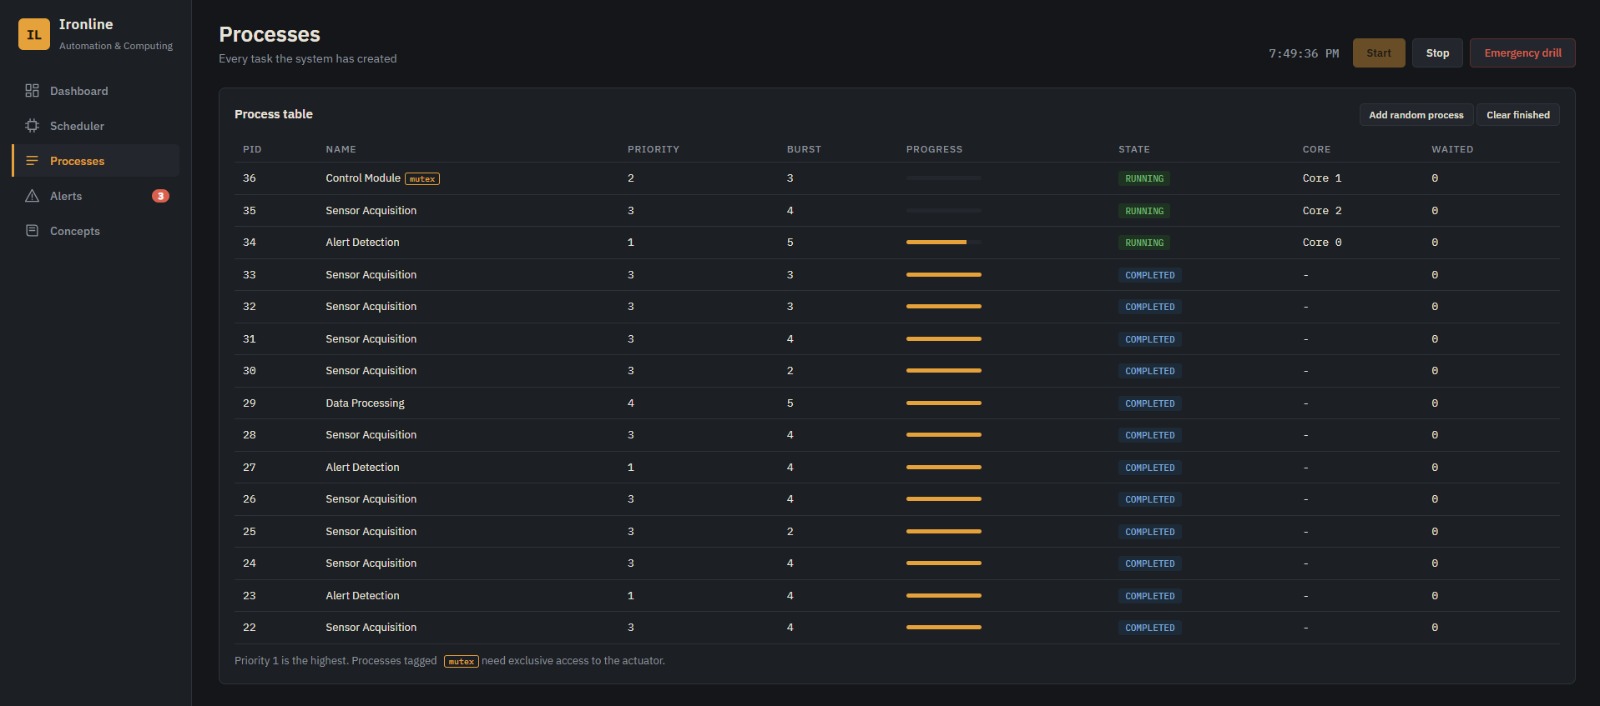 IL
Ironline
Automation & Computing
Dashboard
Scheduler
Processes
Alerts 3
Concepts
Processes
Every task the system has created
7:49:36 PM Start Stop Emergency drill
Process table
Add random process Clear finished
PID NAME PRIORITY BURST PROGRESS STATE CORE WAITED
36 Control Module mutex 2 3 RUNNING Core 1 0
35 Sensor Acquisition 3 4 RUNNING Core 2 0
34 Alert Detection 1 5 RUNNING Core 0 0
33 Sensor Acquisition 3 3 COMPLETED - 0
32 Sensor Acquisition 3 3 COMPLETED - 0
31 Sensor Acquisition 3 4 COMPLETED - 0
30 Sensor Acquisition 3 2 COMPLETED - 0
29 Data Processing 4 5 COMPLETED - 0
28 Sensor Acquisition 3 4 COMPLETED - 0
27 Alert Detection 1 4 COMPLETED - 0
26 Sensor Acquisition 3 4 COMPLETED - 0
25 Sensor Acquisition 3 2 COMPLETED - 0
24 Sensor Acquisition 3 4 COMPLETED - 0
23 Alert Detection 1 4 COMPLETED - 0
22 Sensor Acquisition 3 4 COMPLETED - 0
Priority 1 is the highest. Processes tagged mutex need exclusive access to the actuator.